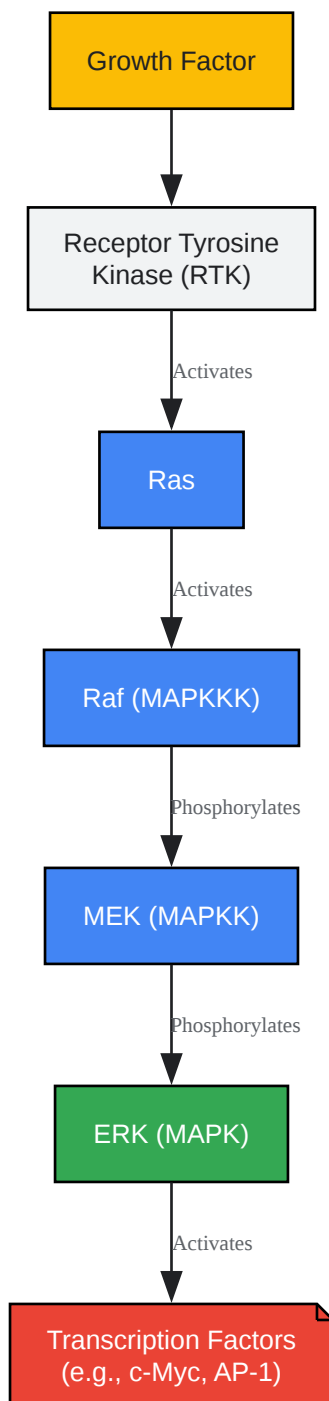 Growth Factor
Receptor Tyrosine
Kinase (RTK)
Activates
Ras
Activates
Raf (MAPKKK)
Phosphorylates
MEK (MAPKK)
Phosphorylates
ERK (MAPK)
Activates
Transcription Factors
(e.g., c-Myc, AP-1)